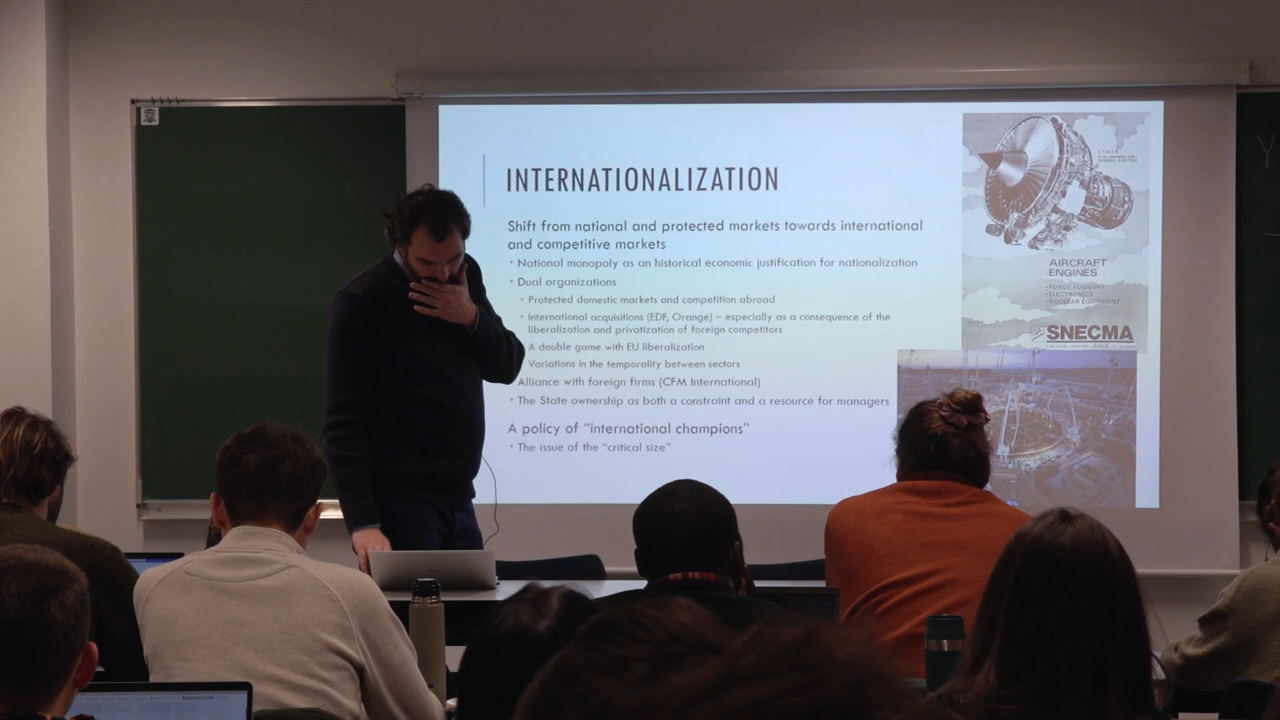 INTERNATIONALIZATION
Shift from national and protected markets towards international
and competitive markets
• National monopoly as an historical economic justification for nationalization
• Dual organizations
• Protected domestic markets and competition abroad
• International acquisitions (EDF, Orange) – especially as a consequence of the
liberalization and privatization of foreign competitors
A double game with EU liberalization
Variations in the temporality between sectors
Alliance with foreign firms (CFM International)
• The State ownership as both a constraint and a resource for managers
A policy of "international champions"
• The issue of the "critical size"
GENERAL ELECTRIC
AIRCRAFT
ENGINES
• FORGE-FOUNDRY
• ELECTRONICS
• NUCLEAR EQUIPMENT
SNECMA